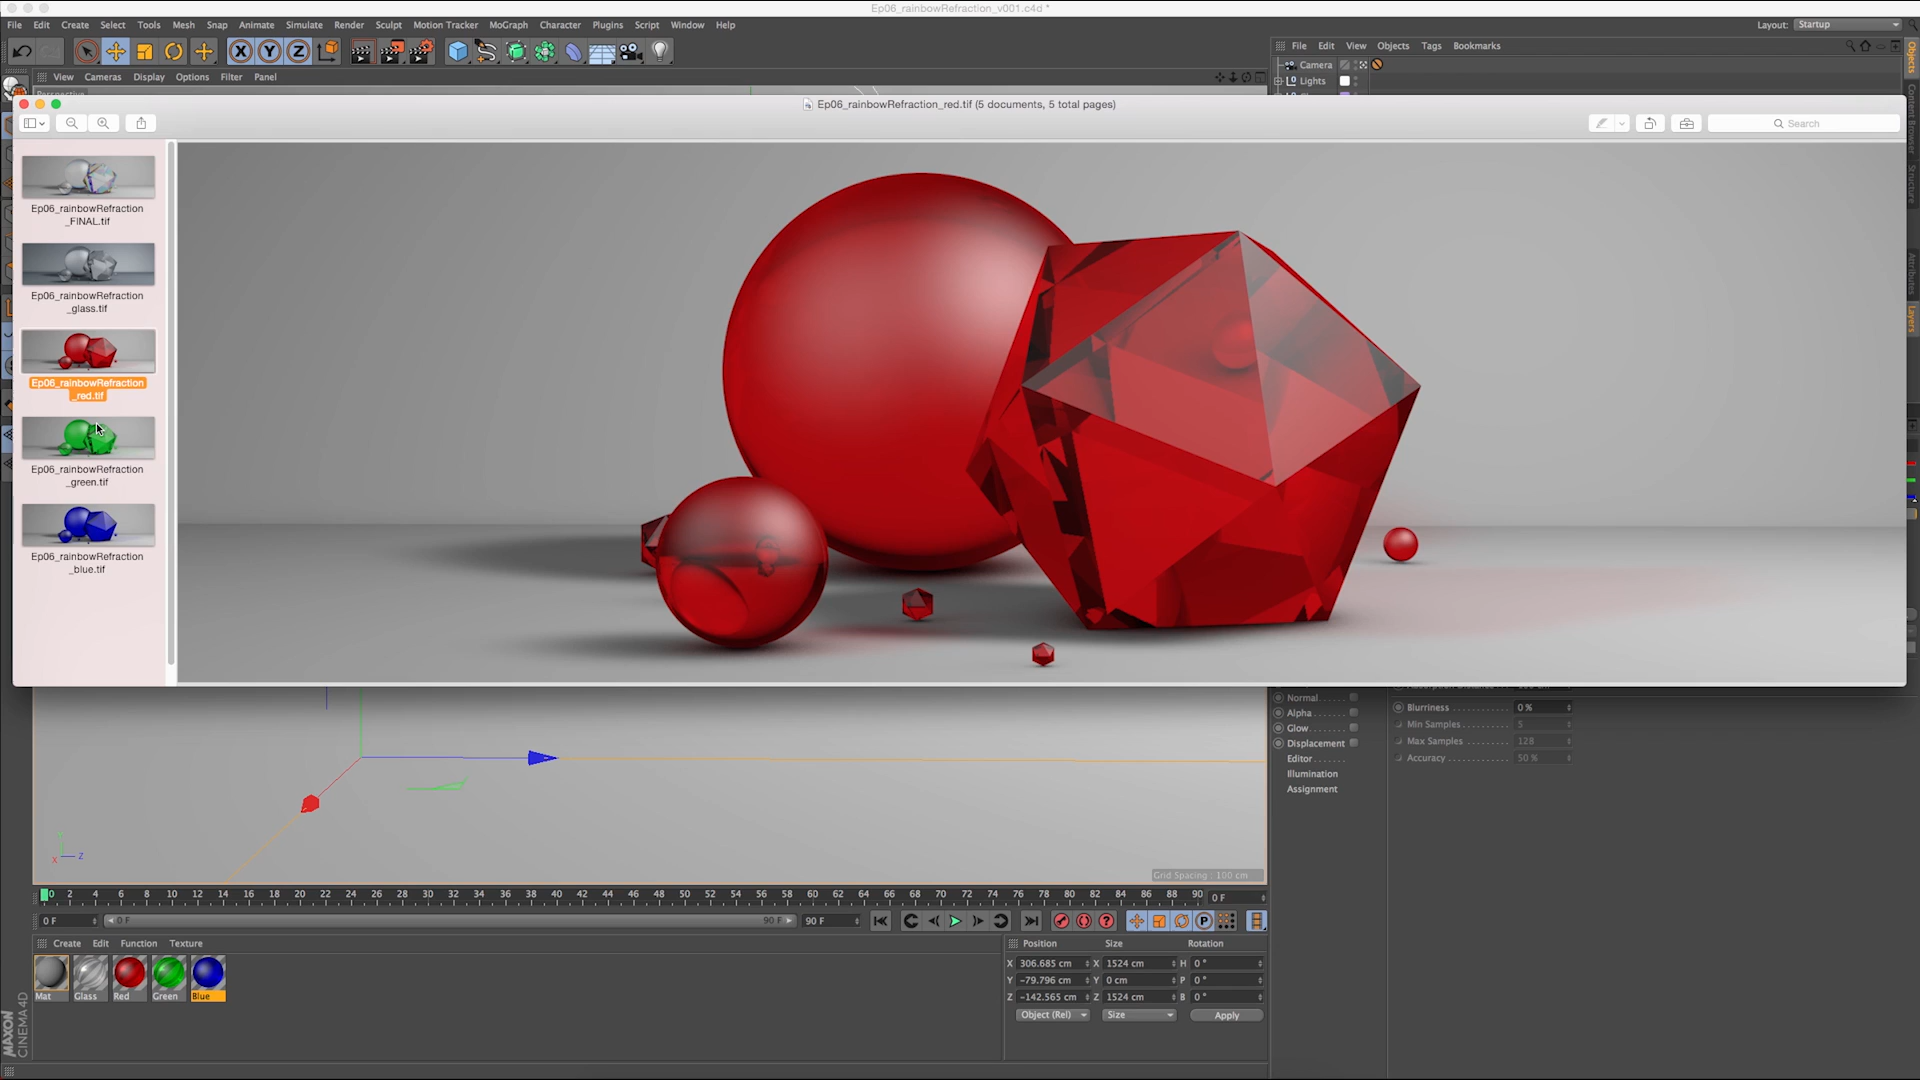 Ep06_rainbowRefraction_v001.c4d *
File Edit Create Select Tools Mesh Snap Animate Simulate Render Sculpt Motion Tracker MoGraph Character Plugins Script Window Help
Layout: Startup
X Y Z
File Edit View Objects Tags Bookmarks
View Cameras Display Options Filter Panel
Camera
Lights
Perspective
Ep06_rainbowRefraction_red.tif (5 documents, 5 total pages)
Search
Ep06_rainbowRefraction
_FINAL.tif
Ep06_rainbowRefraction
_glass.tif
Ep06_rainbowRefraction
_red.tif
Ep06_rainbowRefraction
_green.tif
Ep06_rainbowRefraction
_blue.tif
Objects
Content Browser
Structure
Attributes
Layers
Normal
Alpha
Glow
Displacement
Editor
Illumination
Assignment
Blurriness 0 %
Min Samples 5
Max Samples 128
Accuracy 50 %
Y
X Z
Grid Spacing : 100 cm
0 2 4 6 8 10 12 14 16 18 20 22 24 26 28 30 32 34 36 38 40 42 44 46 48 50 52 54 56 58 60 62 64 66 68 70 72 74 76 78 80 82 84 86 88 90 0 F
0 F 0 F 90 F 90 F P
Create Edit Function Texture
Mat Glass Red Green Blue
Position Size Rotation
X 306.685 cm X 1524 cm H 0 °
Y -79.796 cm Y 0 cm P 0 °
Z -142.565 cm Z 1524 cm B 0 °
Object (Rel) Size Apply
MAXON
CINEMA 4D